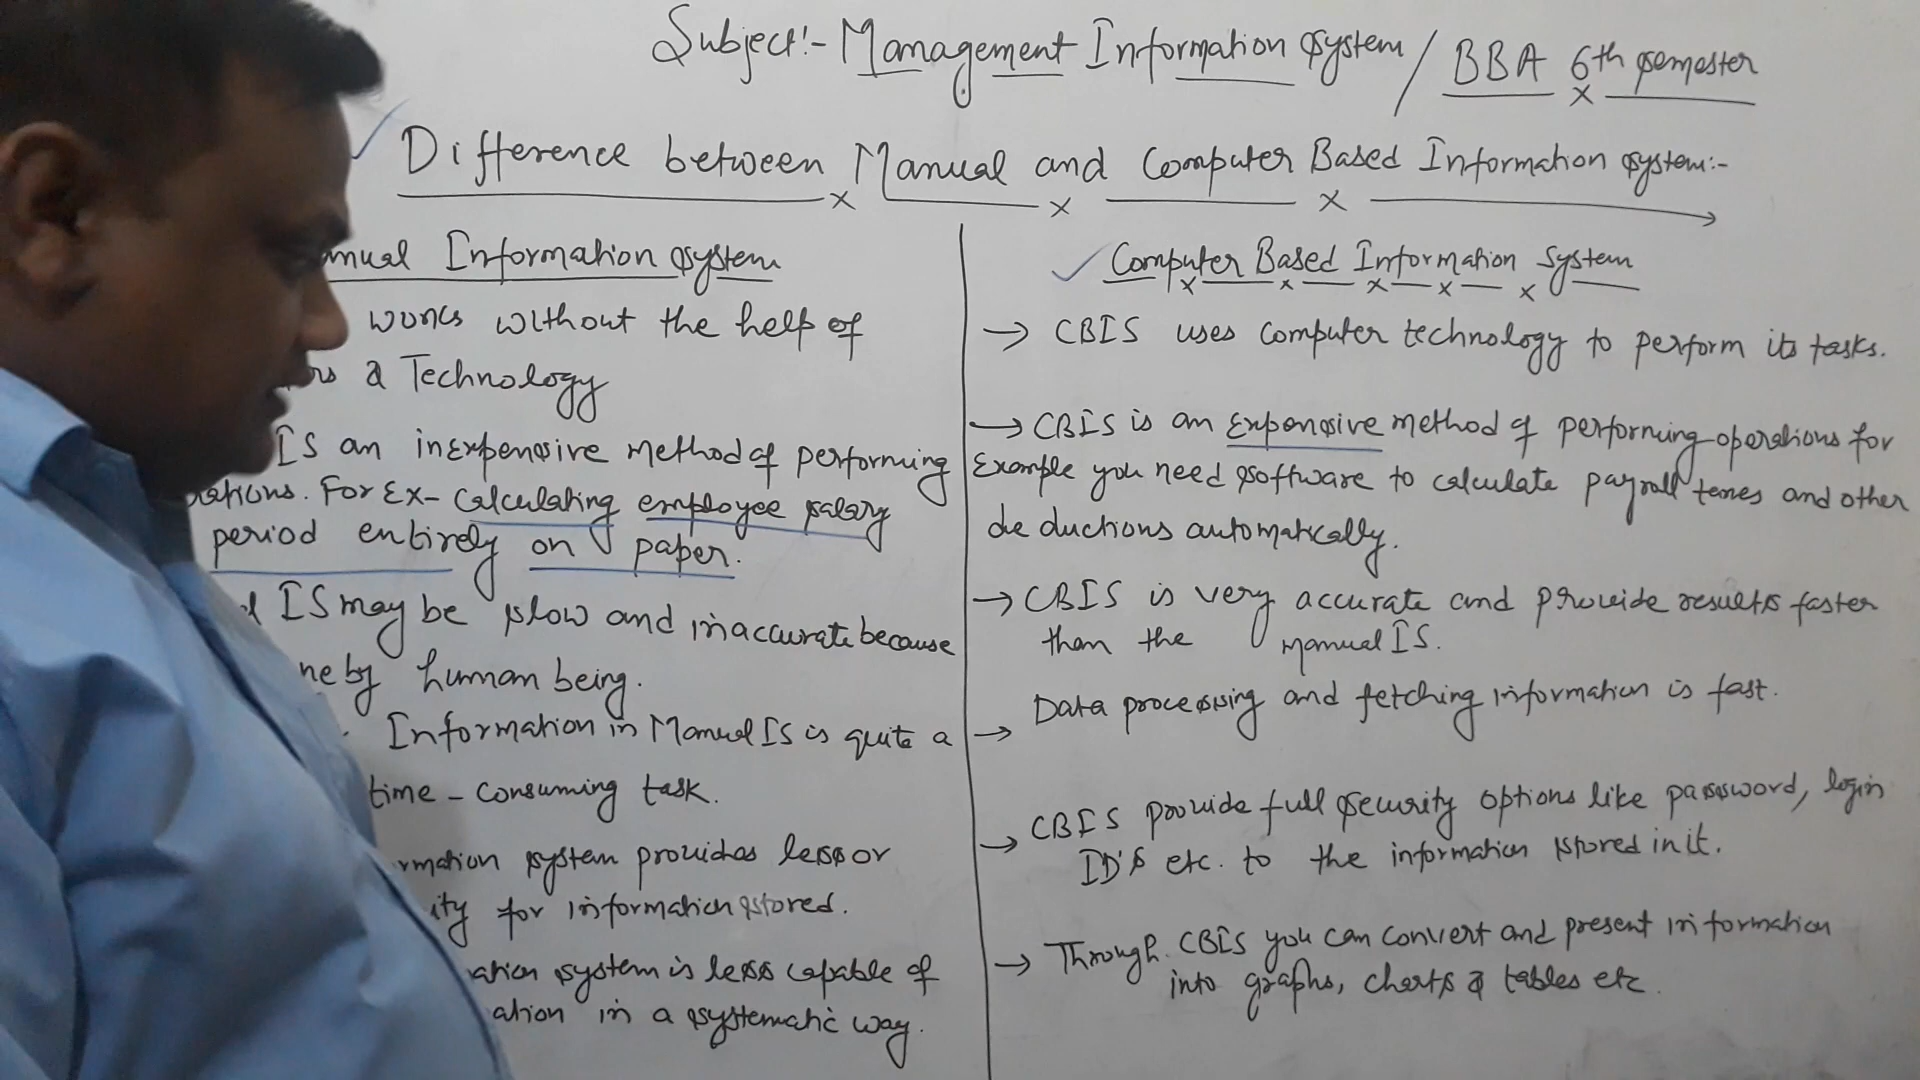 Subject:- Management Information System / BBA 6th semester
Difference between Manual and Computer Based Information system:-
Information system
works without the help of
& Technology
IS an inexpensive method of performing
For Ex- Calculating employee salary
period entirely on paper.
IS may be slow and inaccurate because
by human being.
Information in Manual IS is quite a
time - consuming task.
system provides less or
for information stored.
system is less capable of
in a systematic way.
Computer Based Information System
→ CBIS uses computer technology to perform its tasks.
→ CBIS is an expensive method of performing operations for
Example you need software to calculate payroll and other
deductions automatically.
→ CBIS is very accurate and provide results faster
than the manual IS.
→ Data processing and fetching information is fast.
→ CBIS provide full security options like password, login
ID's etc. to the information stored in it.
→ Through CBIS you can convert and present information
into graphs, charts & tables etc.